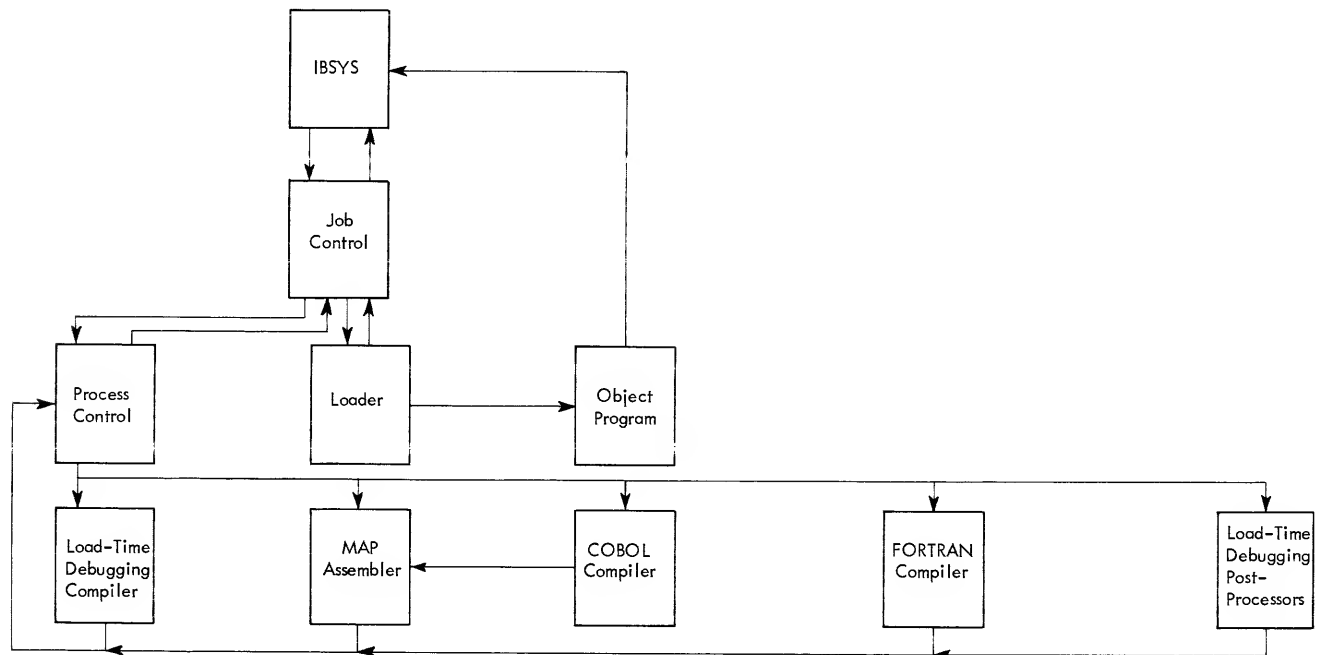 IBSYS
Job
Control
Process
Control
Loader
Object
Program
Load-Time
Debugging
Compiler
MAP
Assembler
COBOL
Compiler
FORTRAN
Compiler
Load-Time
Debugging
Post-
Processors